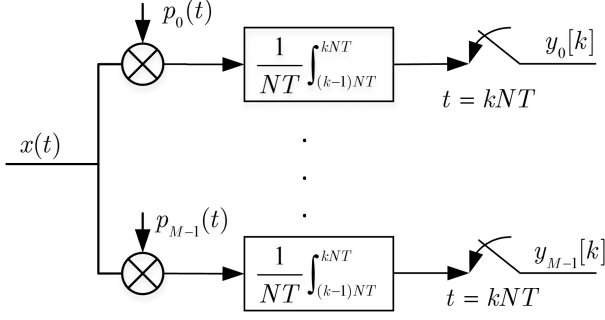 p_0(t)
\frac{1}{NT} \int_{(k-1)NT}^{kNT}
y_0[k]
t = kNT
x(t)
. . .
p_{M-1}(t)
\frac{1}{NT} \int_{(k-1)NT}^{kNT}
y_{M-1}[k]
t = kNT